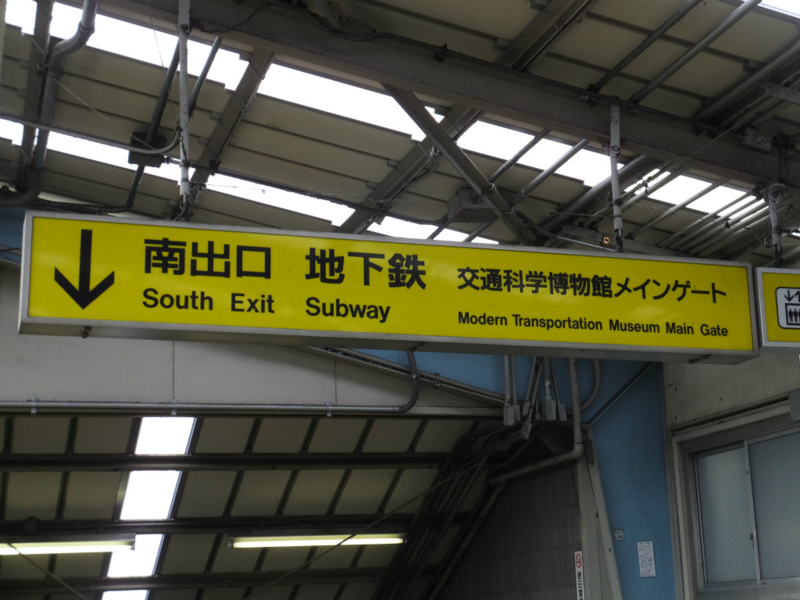 南出口 地下鉄 交通科学博物館メインゲート
South Exit Subway Modern Transportation Museum Main Gate